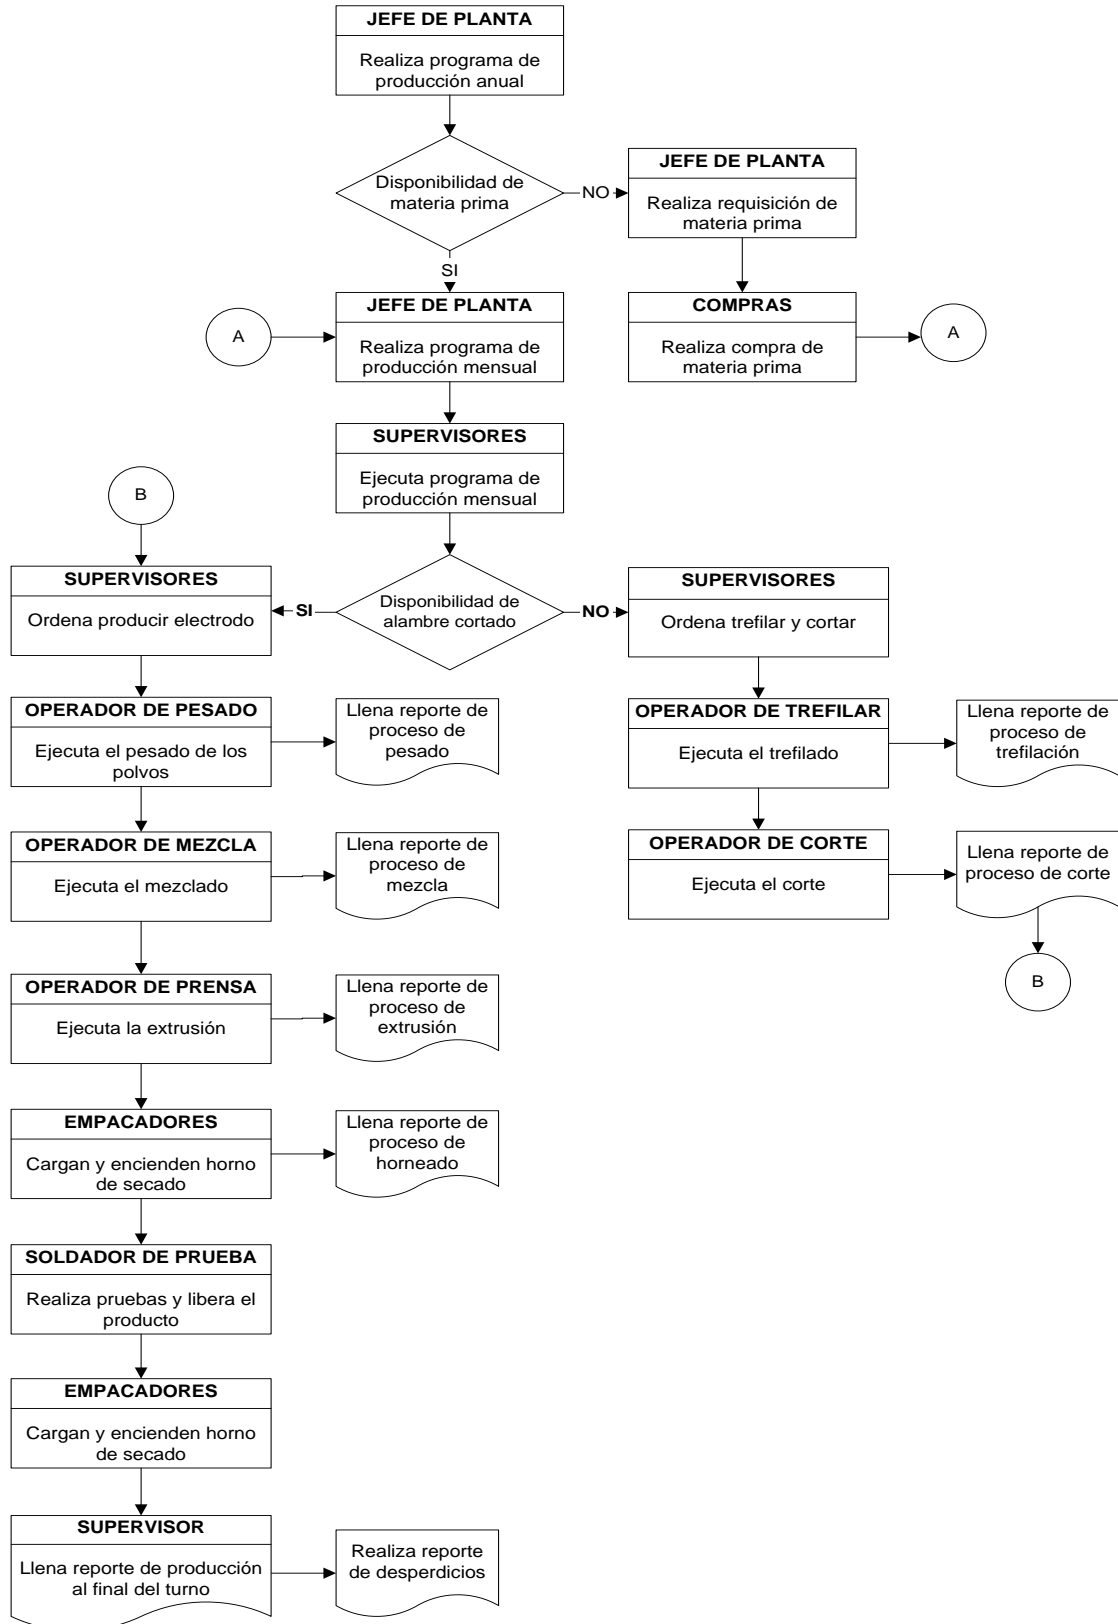 JEFE DE PLANTA
Realiza programa de
producción anual
Disponibilidad de
materia prima
NO
JEFE DE PLANTA
Realiza requisición de
materia prima
SI
A
JEFE DE PLANTA
Realiza programa de
producción mensual
COMPRAS
Realiza compra de
materia prima
A
SUPERVISORES
Ejecuta programa de
producción mensual
B
SUPERVISORES
Ordena producir electrodo
SI
Disponibilidad de
alambre cortado
NO
SUPERVISORES
Ordena trefilar y cortar
OPERADOR DE PESADO
Ejecuta el pesado de los
polvos
Llena reporte de
proceso de
pesado
OPERADOR DE TREFILAR
Ejecuta el trefilado
Llena reporte de
proceso de
trefilación
OPERADOR DE MEZCLA
Ejecuta el mezclado
Llena reporte de
proceso de
mezcla
OPERADOR DE CORTE
Ejecuta el corte
Llena reporte de
proceso de corte
B
OPERADOR DE PRENSA
Ejecuta la extrusión
Llena reporte de
proceso de
extrusión
EMPACADORES
Cargan y encienden horno
de secado
Llena reporte de
proceso de
horneado
SOLDADOR DE PRUEBA
Realiza pruebas y libera el
producto
EMPACADORES
Cargan y encienden horno
de secado
SUPERVISOR
Llena reporte de producción
al final del turno
Realiza reporte
de desperdicios